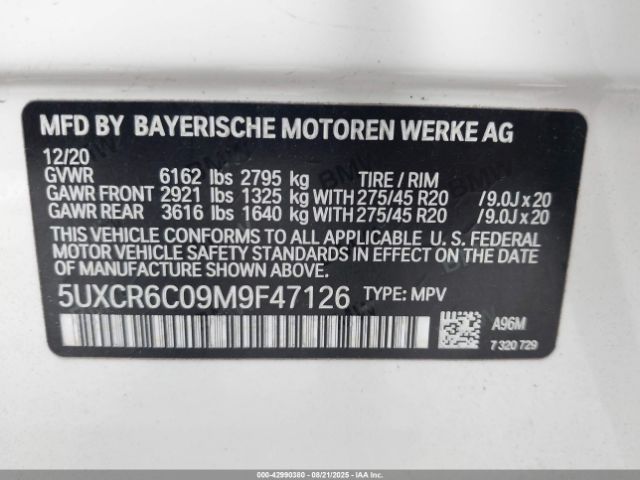 MFD BY BAYERISCHE MOTOREN WERKE AG
12/20
GVWR 6162 lbs 2795 kg TIRE / RIM
GAWR FRONT 2921 lbs 1325 kg WITH 275/45 R20 / 9.0J x 20
GAWR REAR 3616 lbs 1640 kg WITH 275/45 R20 / 9.0J x 20
THIS VEHICLE CONFORMS TO ALL APPLICABLE U. S. FEDERAL
MOTOR VEHICLE SAFETY STANDARDS IN EFFECT ON THE DATE OF
MANUFACTURE SHOWN ABOVE.
5UXCR6C09M9F47126 TYPE: MPV
A96M
7 320 729
000-42990380 - 08/21/2025 - IAAI.com